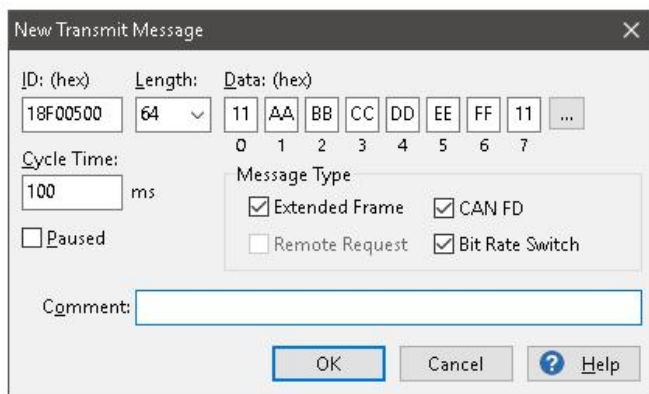 New Transmit Message
ID: (hex) Length: Data: (hex)
18F00500 64 11 AA BB CC DD EE FF 11 ...
0 1 2 3 4 5 6 7
Cycle Time:
100 ms
Message Type
Extended Frame CAN FD
Paused
Remote Request Bit Rate Switch
Comment:
OK Cancel ? Help